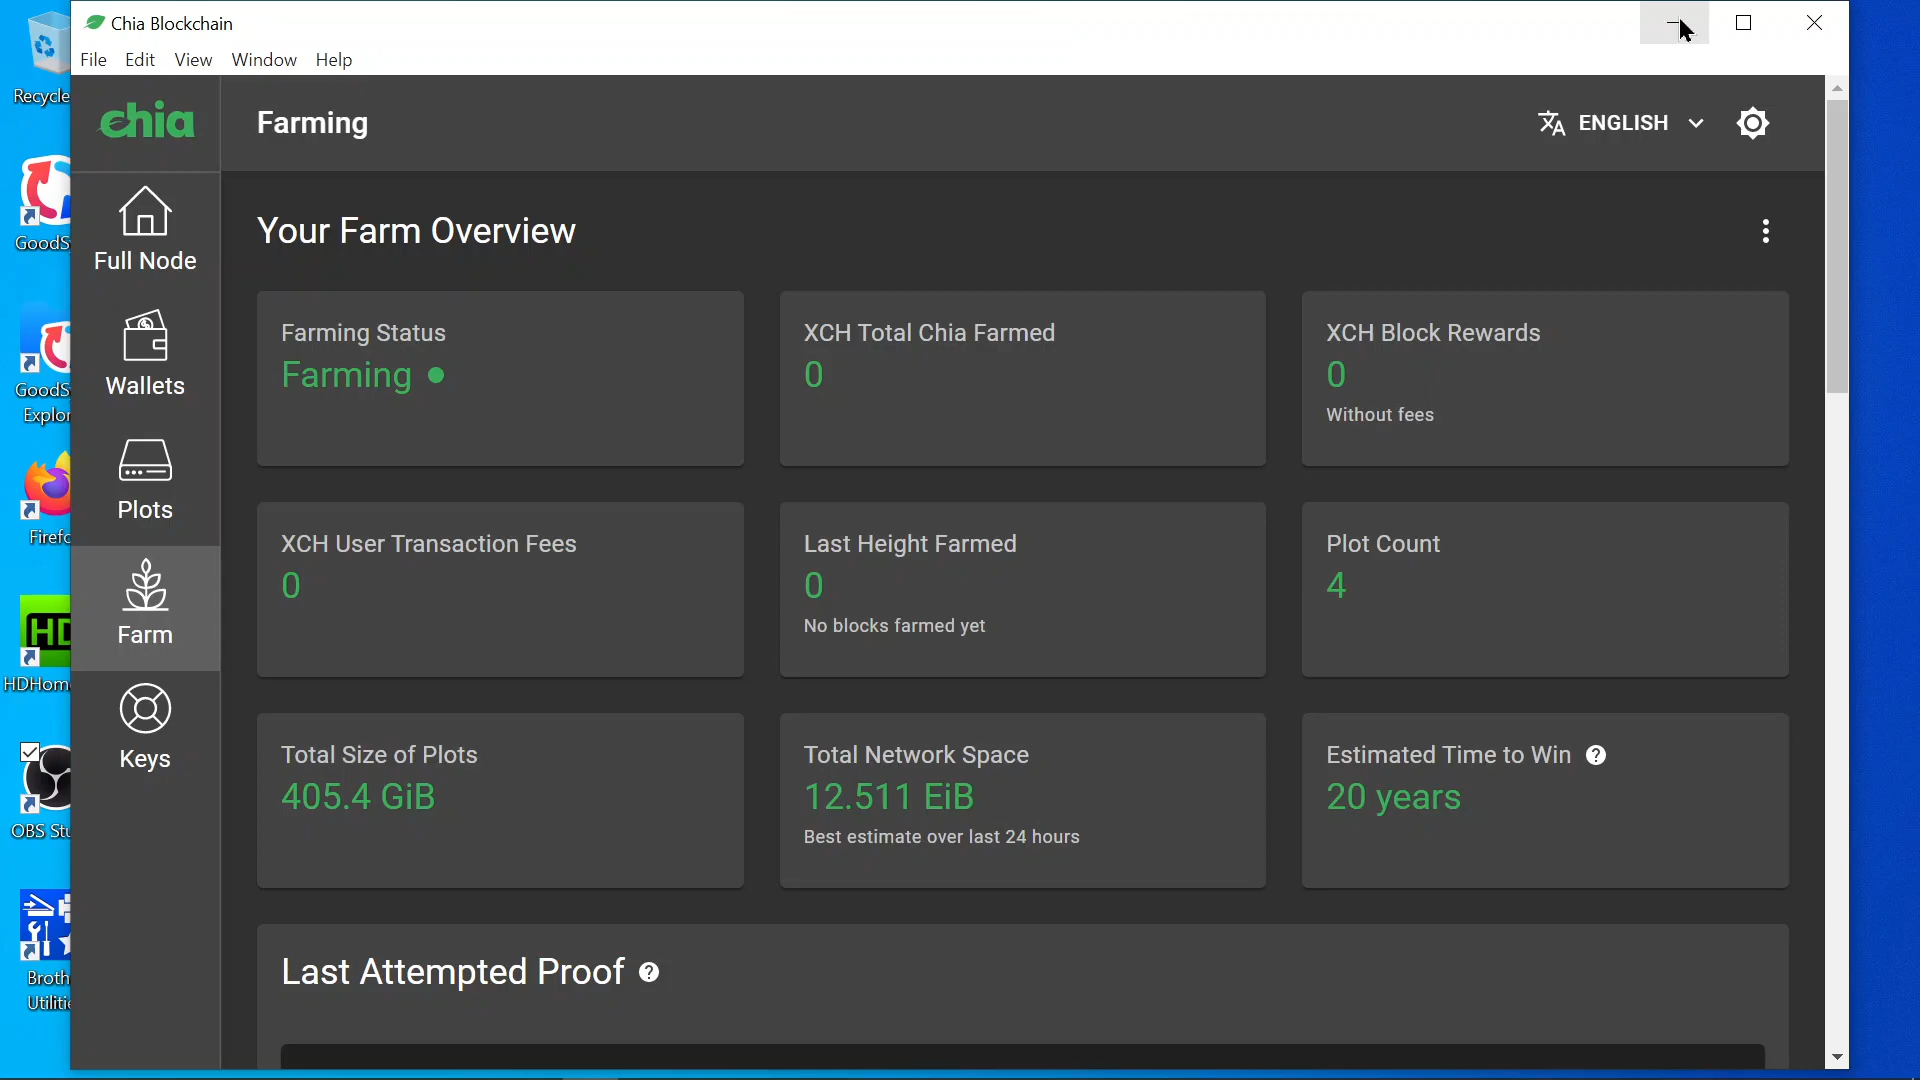 Chia Blockchain
File Edit View Window Help
Recycle
GoodS
GoodS
Explor
Firefo
HD
HDHom
OBS Stu
Broth
Utilitie
chia
Full Node
Wallets
Plots
Farm
Keys
Farming
ENGLISH
Your Farm Overview
Farming Status
Farming
XCH Total Chia Farmed
0
XCH Block Rewards
0
Without fees
XCH User Transaction Fees
0
Last Height Farmed
0
No blocks farmed yet
Plot Count
4
Total Size of Plots
405.4 GiB
Total Network Space
12.511 EiB
Best estimate over last 24 hours
Estimated Time to Win ?
20 years
Last Attempted Proof ?